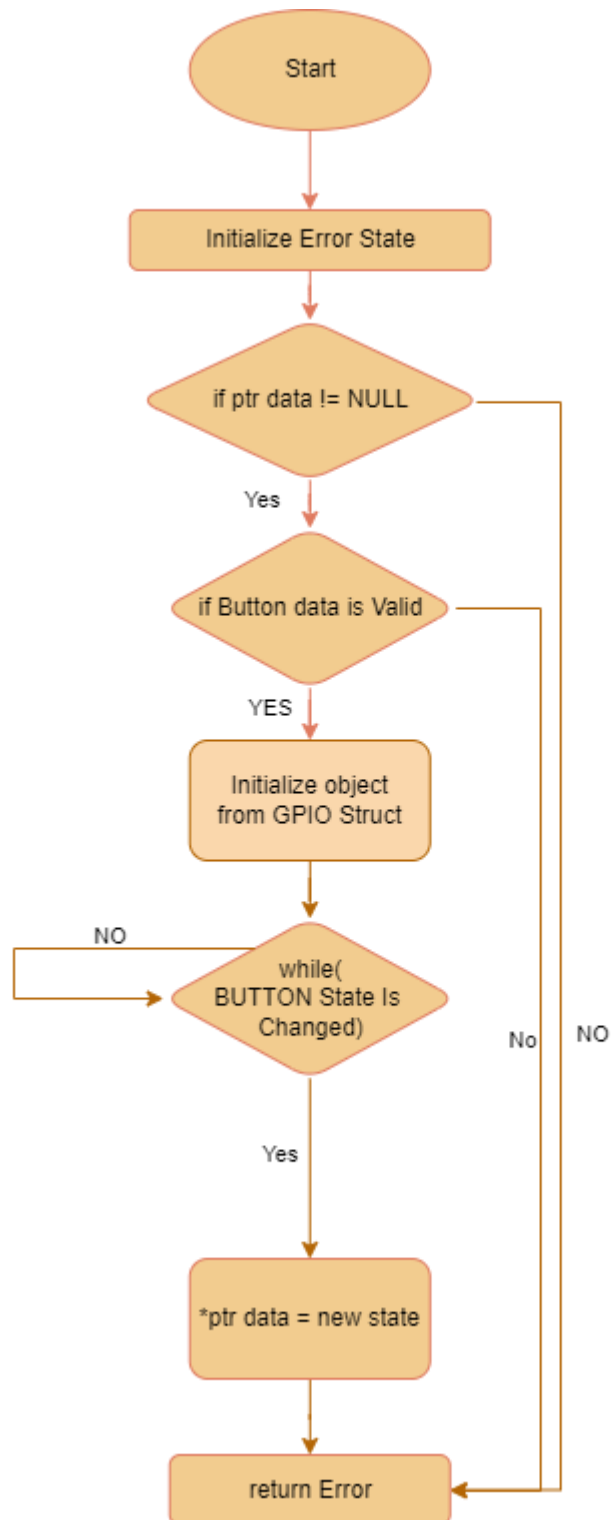 Start
Initialize Error State
if ptr data != NULL
Yes
if Button data is Valid
YES
Initialize object
from GPIO Struct
NO
while(
BUTTON State Is
Changed)
No
NO
Yes
*ptr data = new state
return Error